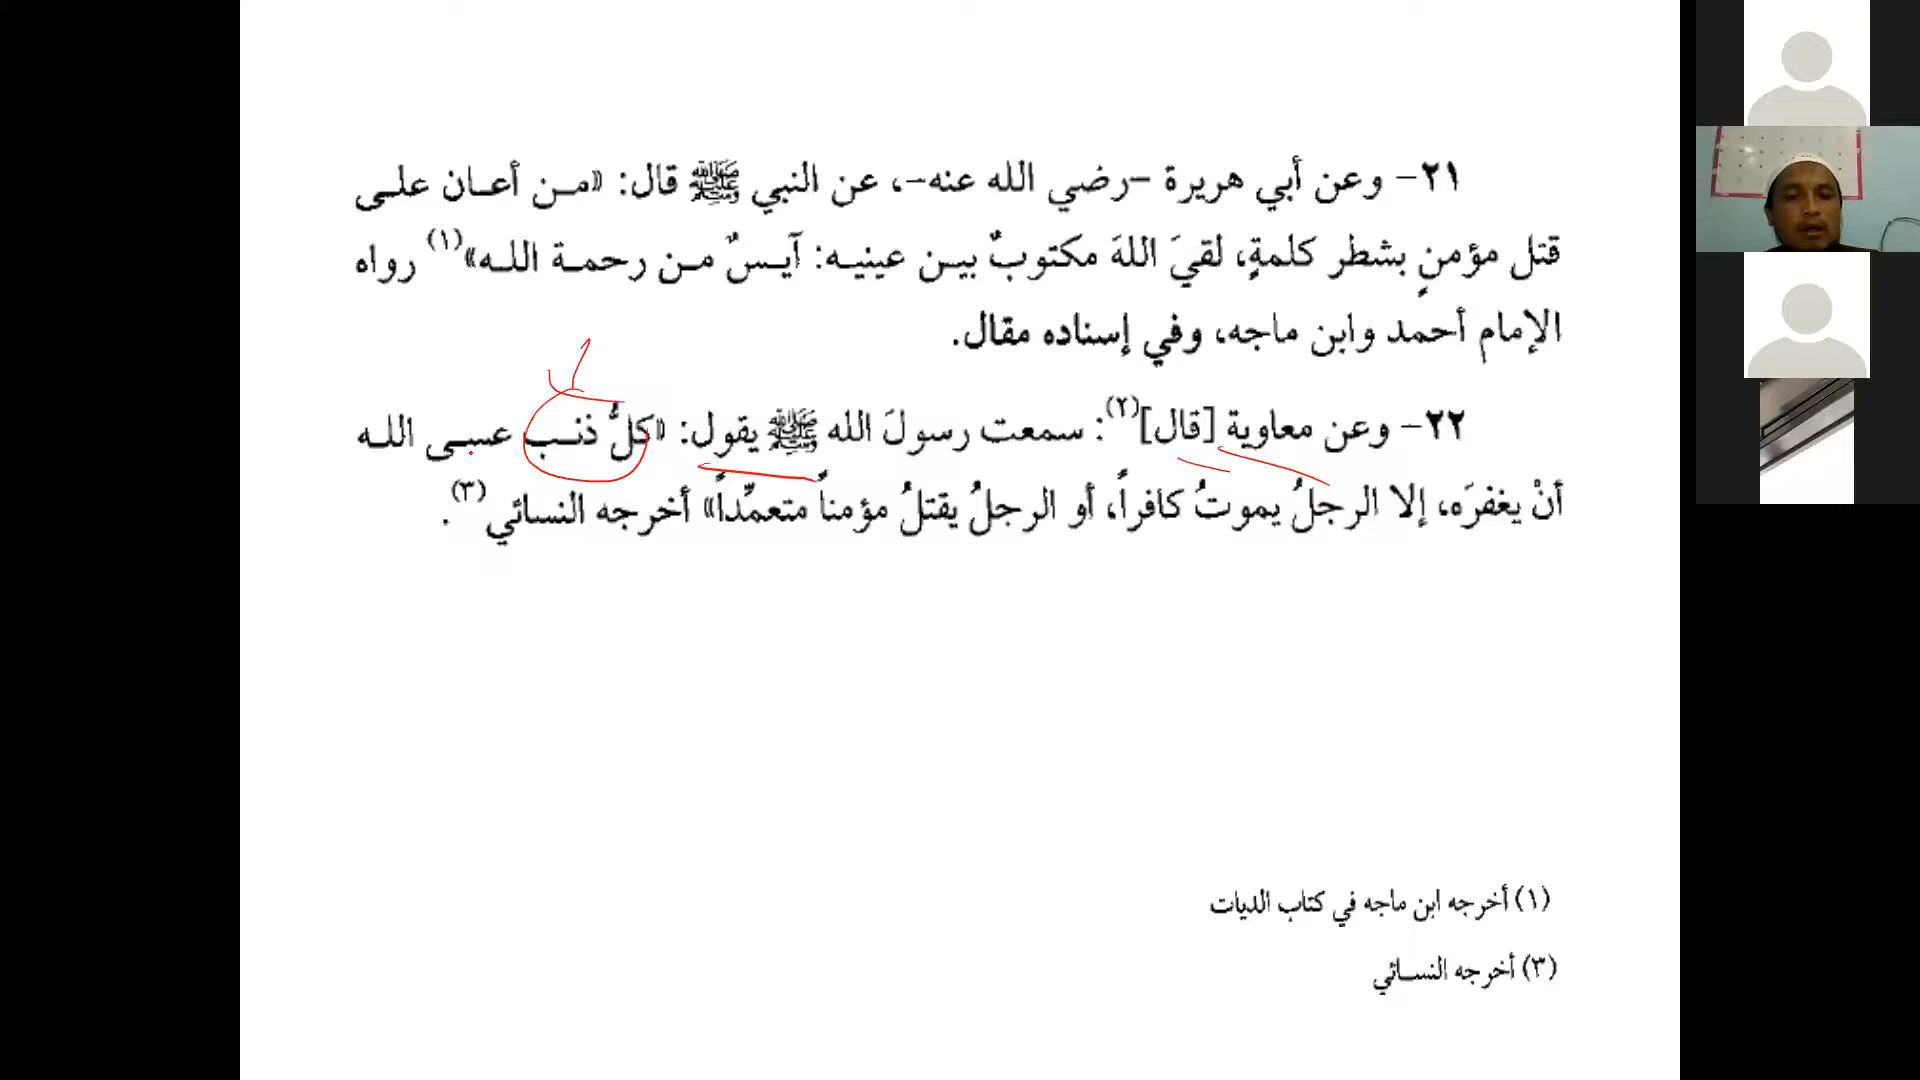 ٢١- وعن أبي هريرة -رضي الله عنه-، عن النبي ﷺ قال: «من أعان على
قتل مؤمنٍ بشطر كلمةٍ، لقيَ اللهَ مكتوبٌ بين عينيه: آيسٌ من رحمة الله»(١) رواه
الإمام أحمد وابن ماجه، وفي إسناده مقال.
٢٢- وعن معاوية [قال](٢): سمعت رسولَ الله ﷺ يقول: «كلُّ ذنب عسى الله
أنْ يغفرَه، إلا الرجلُ يموتُ كافراً، أو الرجلُ يقتلُ مؤمناً متعمِّداً» أخرجه النسائي(٣).
(١) أخرجه ابن ماجه في كتاب الديات
(٣) أخرجه النسائي